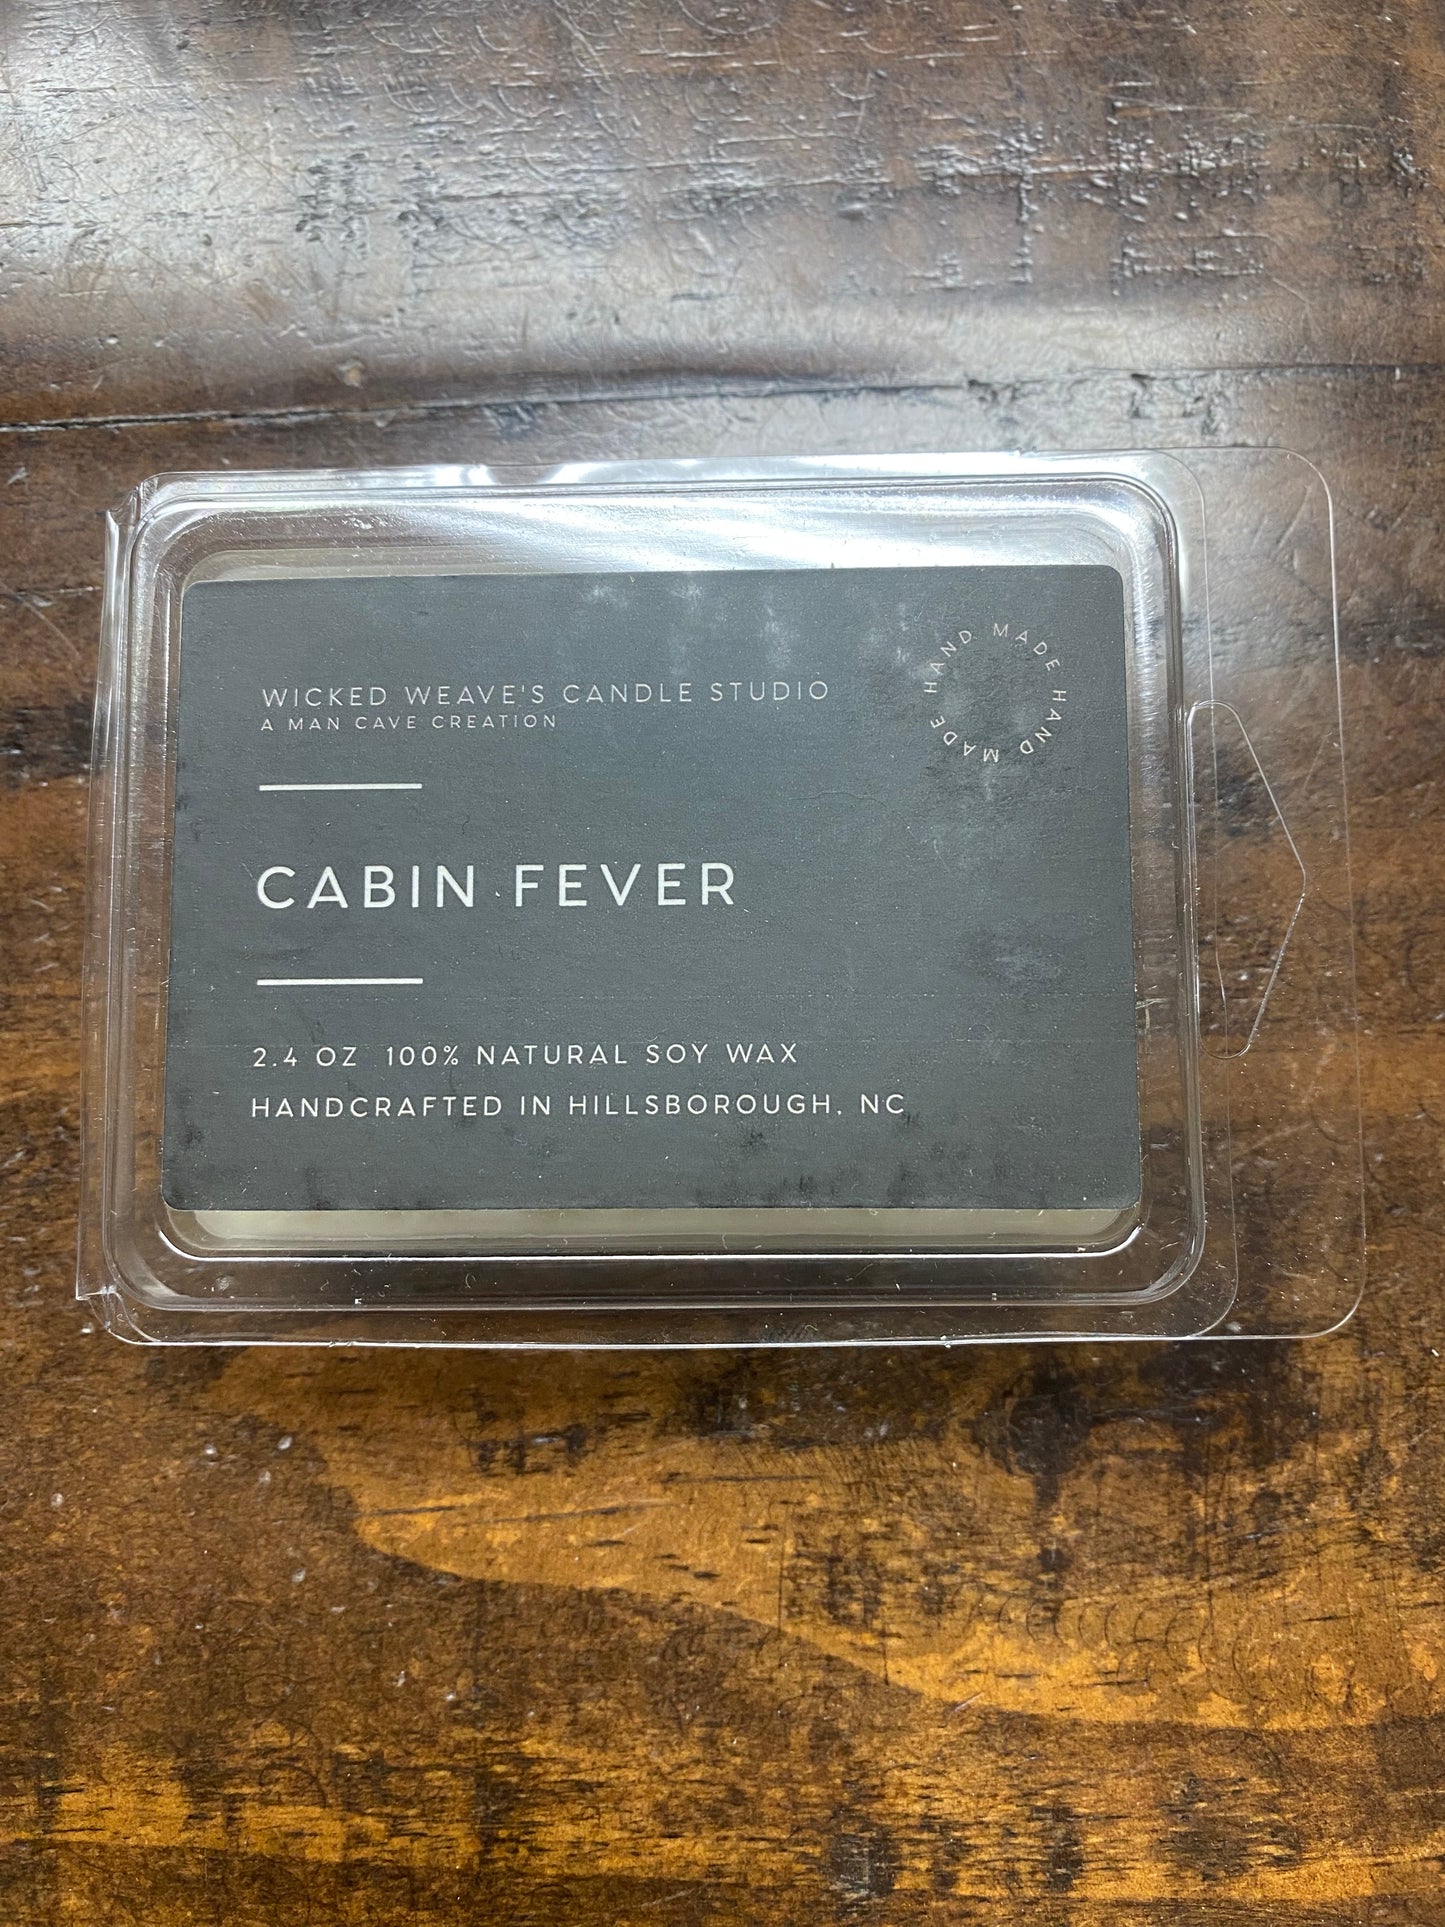 WICKED WEAVE'S CANDLE STUDIO
A MAN CAVE CREATION
HAND MADE HAND MADE
CABIN FEVER
2.4 OZ 100% NATURAL SOY WAX
HANDCRAFTED IN HILLSBOROUGH, NC